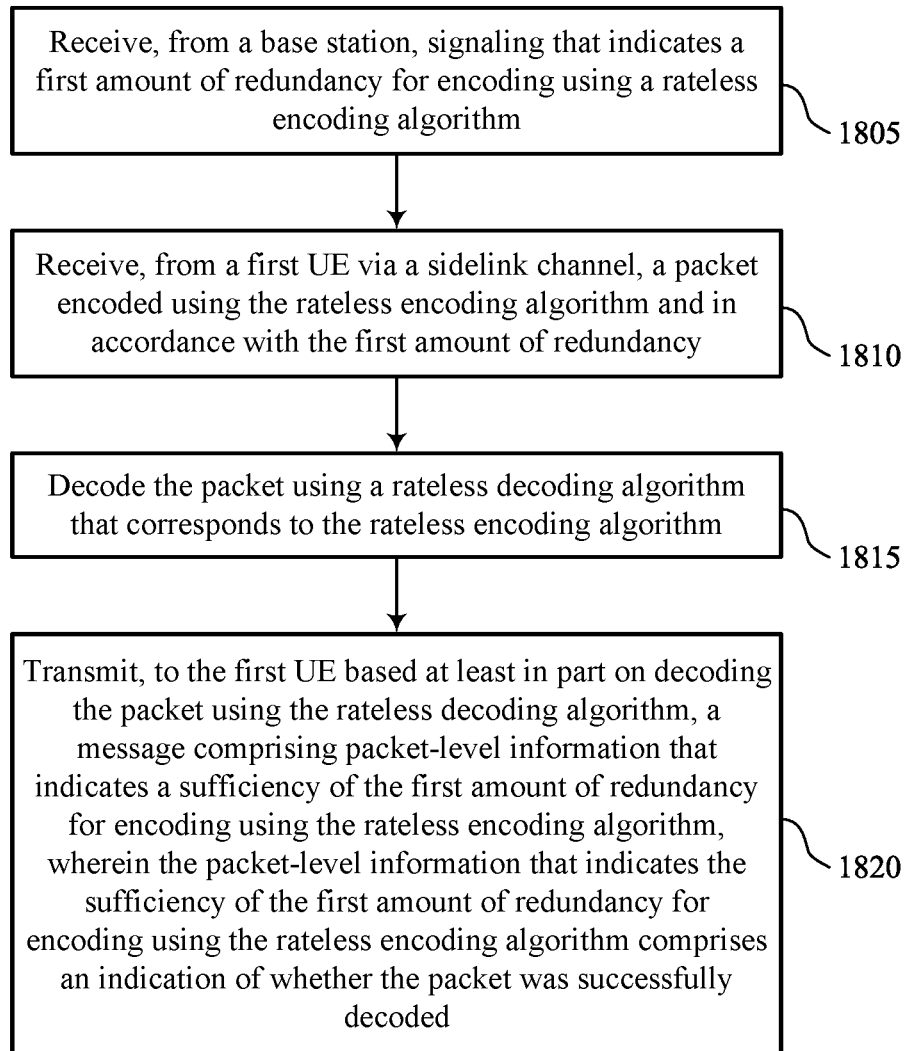 Receive, from a base station, signaling that indicates a
first amount of redundancy for encoding using a rateless
encoding algorithm
1805
Receive, from a first UE via a sidelink channel, a packet
encoded using the rateless encoding algorithm and in
accordance with the first amount of redundancy
1810
Decode the packet using a rateless decoding algorithm
that corresponds to the rateless encoding algorithm
1815
Transmit, to the first UE based at least in part on decoding
the packet using the rateless decoding algorithm, a
message comprising packet-level information that
indicates a sufficiency of the first amount of redundancy
for encoding using the rateless encoding algorithm,
wherein the packet-level information that indicates the
sufficiency of the first amount of redundancy for
encoding using the rateless encoding algorithm comprises
an indication of whether the packet was successfully
decoded
1820